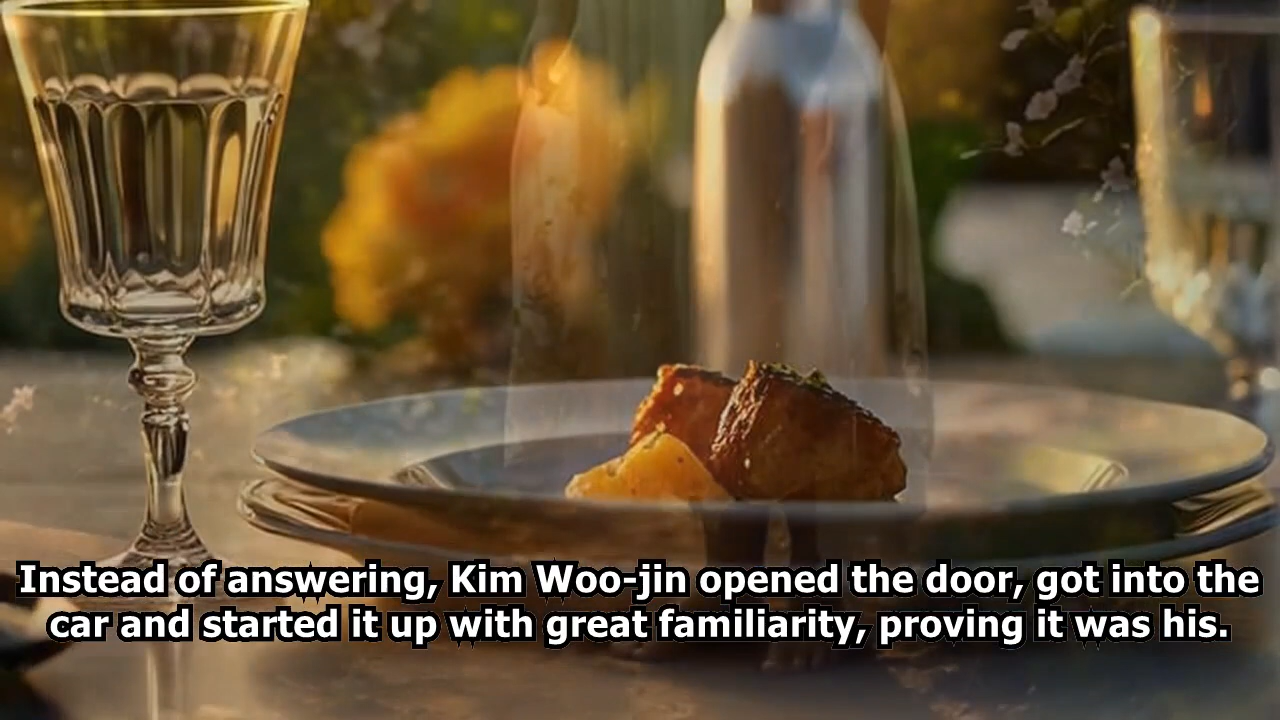 Instead of answering, Kim Woo-jin opened the door, got into the
car and started it up with great familiarity, proving it was his.